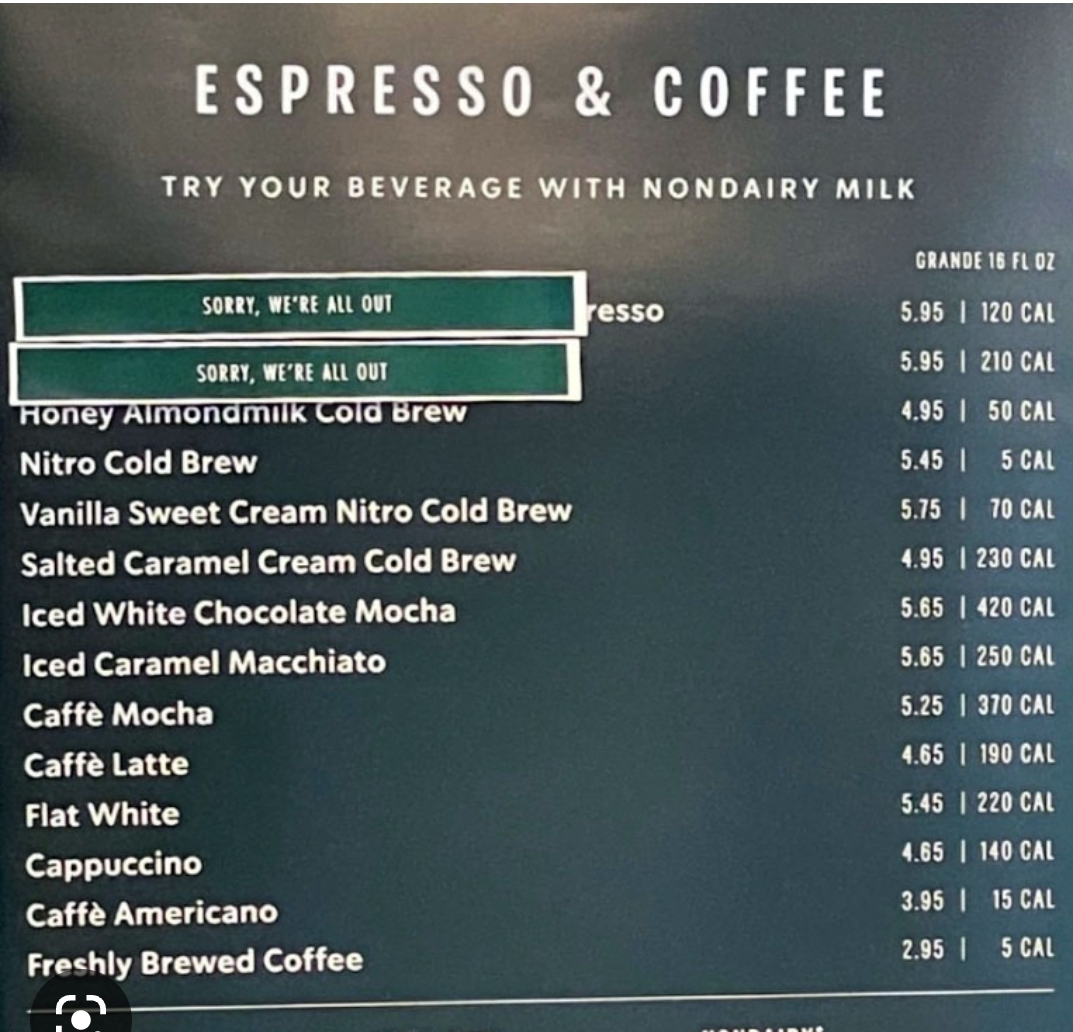 ESPRESSO & COFFEE
TRY YOUR BEVERAGE WITH NONDAIRY MILK
GRANDE 16 FL OZ
SORRY, WE'RE ALL OUT resso 5.95 | 120 CAL
SORRY, WE'RE ALL OUT 5.95 | 210 CAL
Honey Almondmilk Cold Brew 4.95 | 50 CAL
Nitro Cold Brew 5.45 | 5 CAL
Vanilla Sweet Cream Nitro Cold Brew 5.75 | 70 CAL
Salted Caramel Cream Cold Brew 4.95 | 230 CAL
Iced White Chocolate Mocha 5.65 | 420 CAL
Iced Caramel Macchiato 5.65 | 250 CAL
Caffè Mocha 5.25 | 370 CAL
Caffè Latte 4.65 | 190 CAL
Flat White 5.45 | 220 CAL
Cappuccino 4.65 | 140 CAL
Caffè Americano 3.95 | 15 CAL
Freshly Brewed Coffee 2.95 | 5 CAL